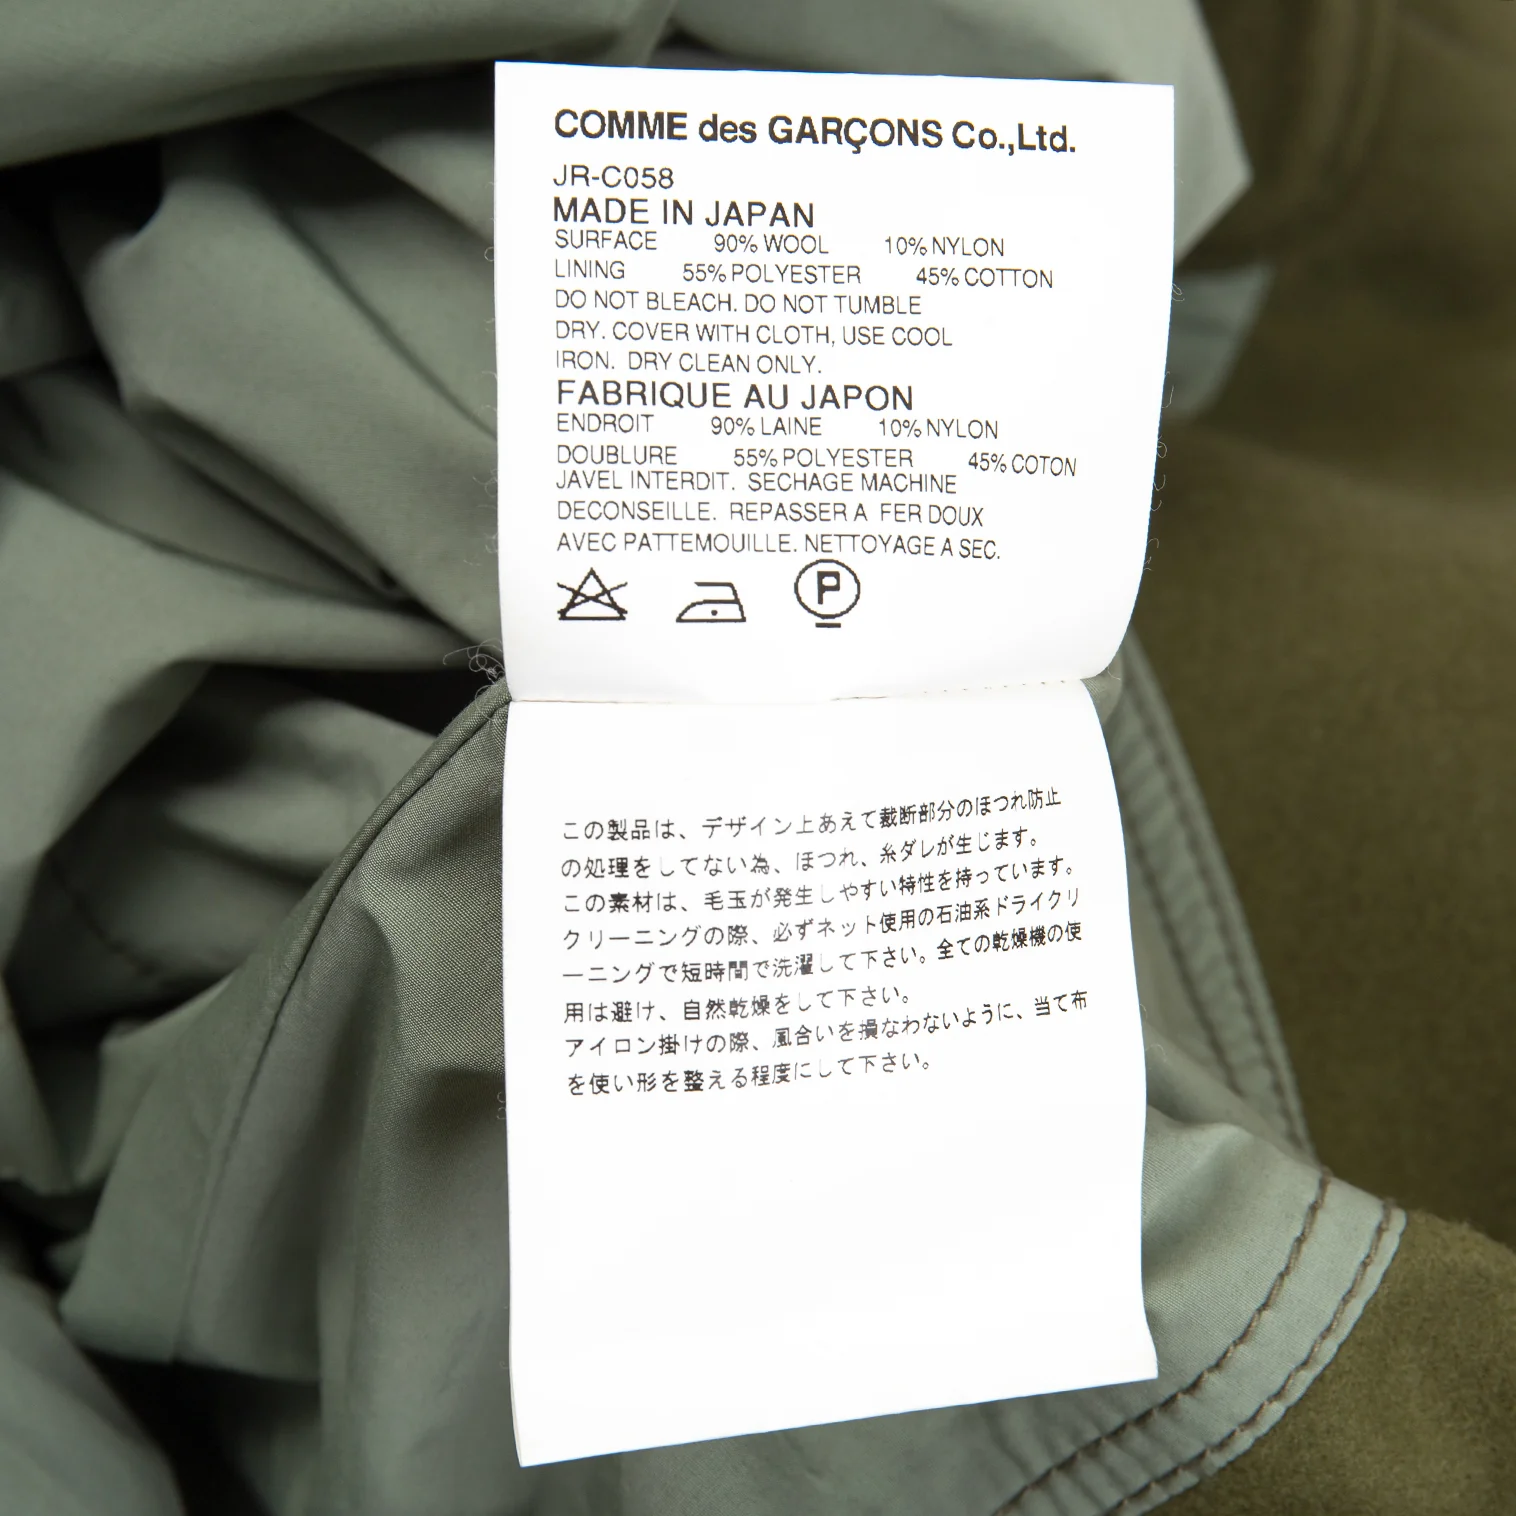 COMME des GARÇONS Co.,Ltd.
JR-C058
MADE IN JAPAN
SURFACE 90% WOOL 10% NYLON
LINING 55% POLYESTER 45% COTTON
DO NOT BLEACH. DO NOT TUMBLE
DRY. COVER WITH CLOTH, USE COOL
IRON. DRY CLEAN ONLY.
FABRIQUE AU JAPON
ENDROIT 90% LAINE 10% NYLON
DOUBLURE 55% POLYESTER 45% COTON
JAVEL INTERDIT. SECHAGE MACHINE
DECONSEILLE. REPASSER A FER DOUX
AVEC PATTEMOUILLE. NETTOYAGE A SEC.
P
この製品は、デザイン上あえて裁断部分のほつれ防止
の処理をしてない為、ほつれ、糸ダレが生じます。
この素材は、毛玉が発生しやすい特性を持っています。
クリーニングの際、必ずネット使用の石油系ドライクリ
ーニングで短時間で洗濯して下さい。全ての乾燥機の使
用は避け、自然乾燥をして下さい。
アイロン掛けの際、風合いを損なわないように、当て布
を使い形を整える程度にして下さい。